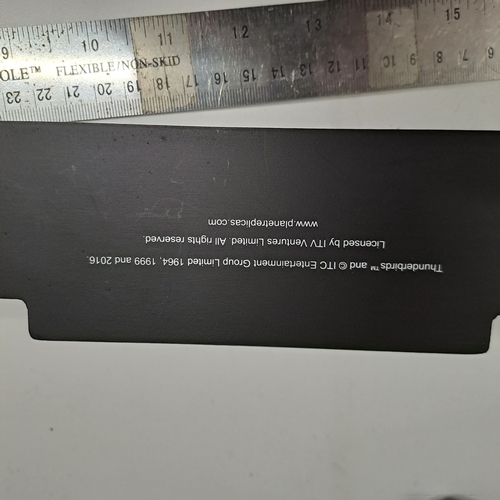 9 10 11 12 13 14 15
OLE™ FLEXIBLE/NON-SKID
23 22 21 20 19 18 17 16 15 14 13 12 11 10 9 8 7 6
Thunderbirds™ and © ITC Entertainment Group Limited 1964, 1999 and 2016.
Licensed by ITV Ventures Limited. All rights reserved.
www.planetreplicas.com